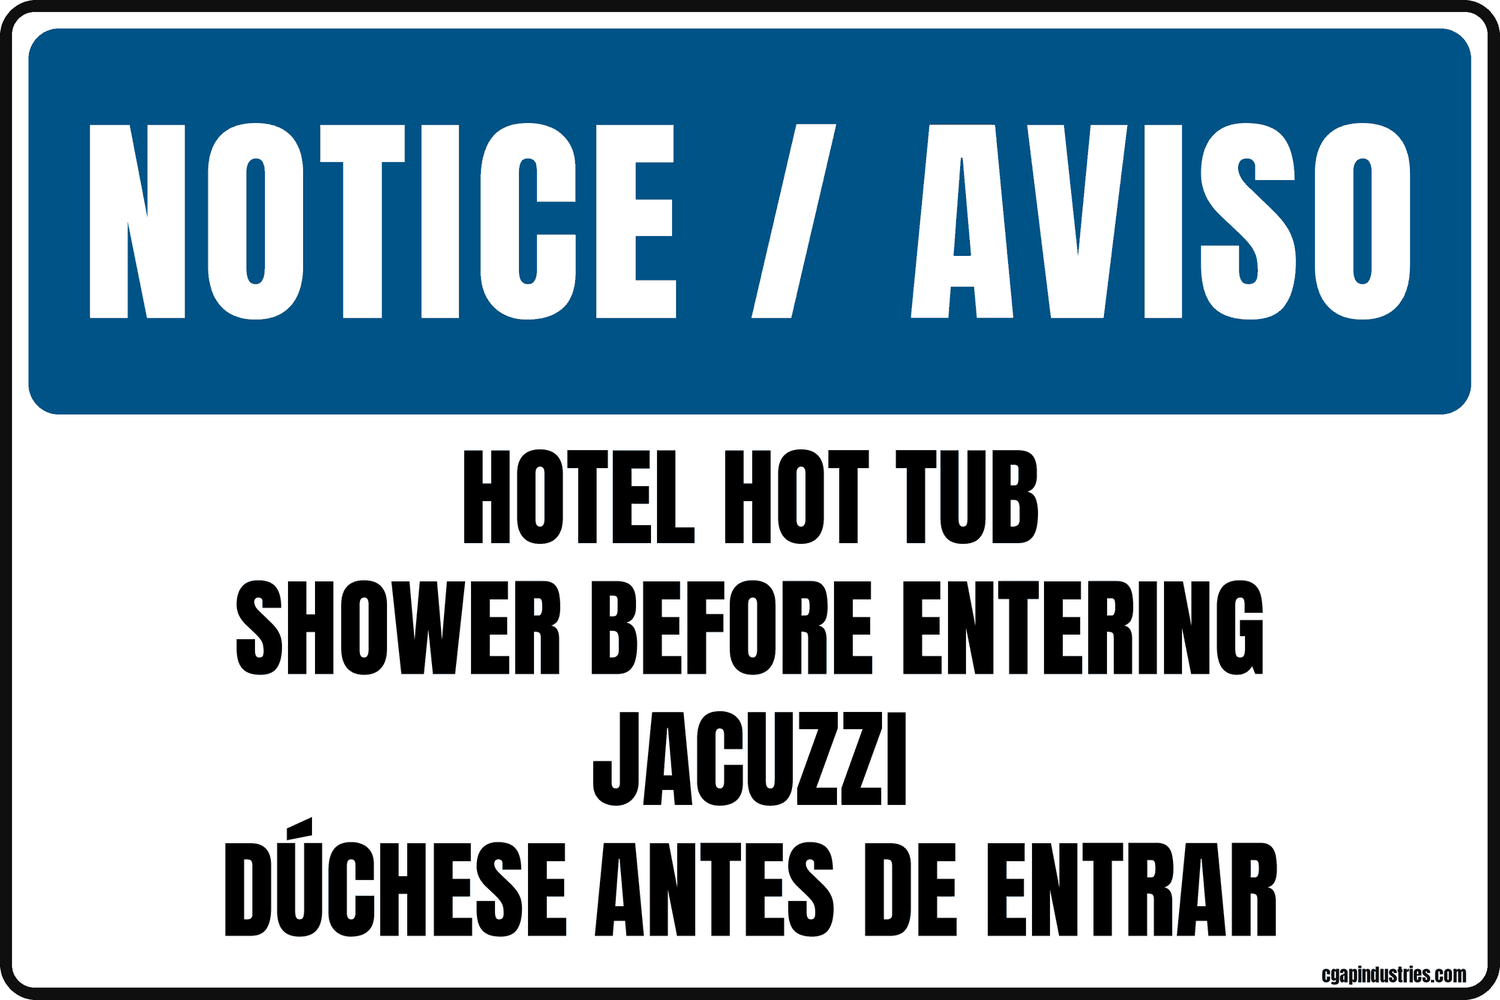 NOTICE / AVISO
HOTEL HOT TUB
SHOWER BEFORE ENTERING
JACUZZI
DÚCHESE ANTES DE ENTRAR
cgapindustries.com